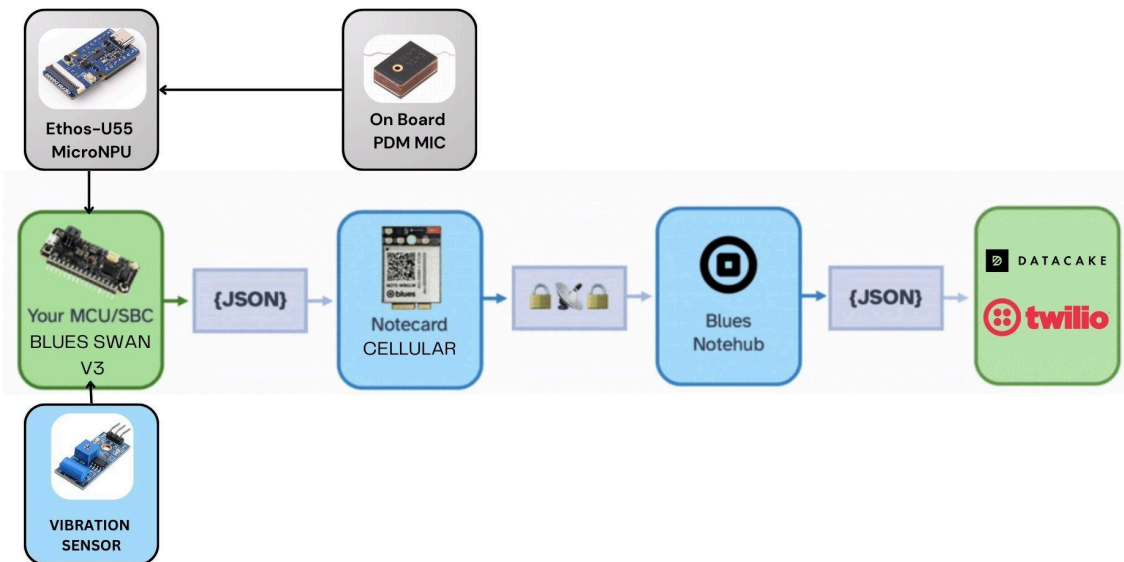 Ethos-U55
MicroNPU
On Board
PDM MIC
Your MCU/SBC
BLUES SWAN
V3
{JSON}
blues
Notecard
CELLULAR
Blues
Notehub
{JSON}
DATACAKE
twilio
VIBRATION
SENSOR